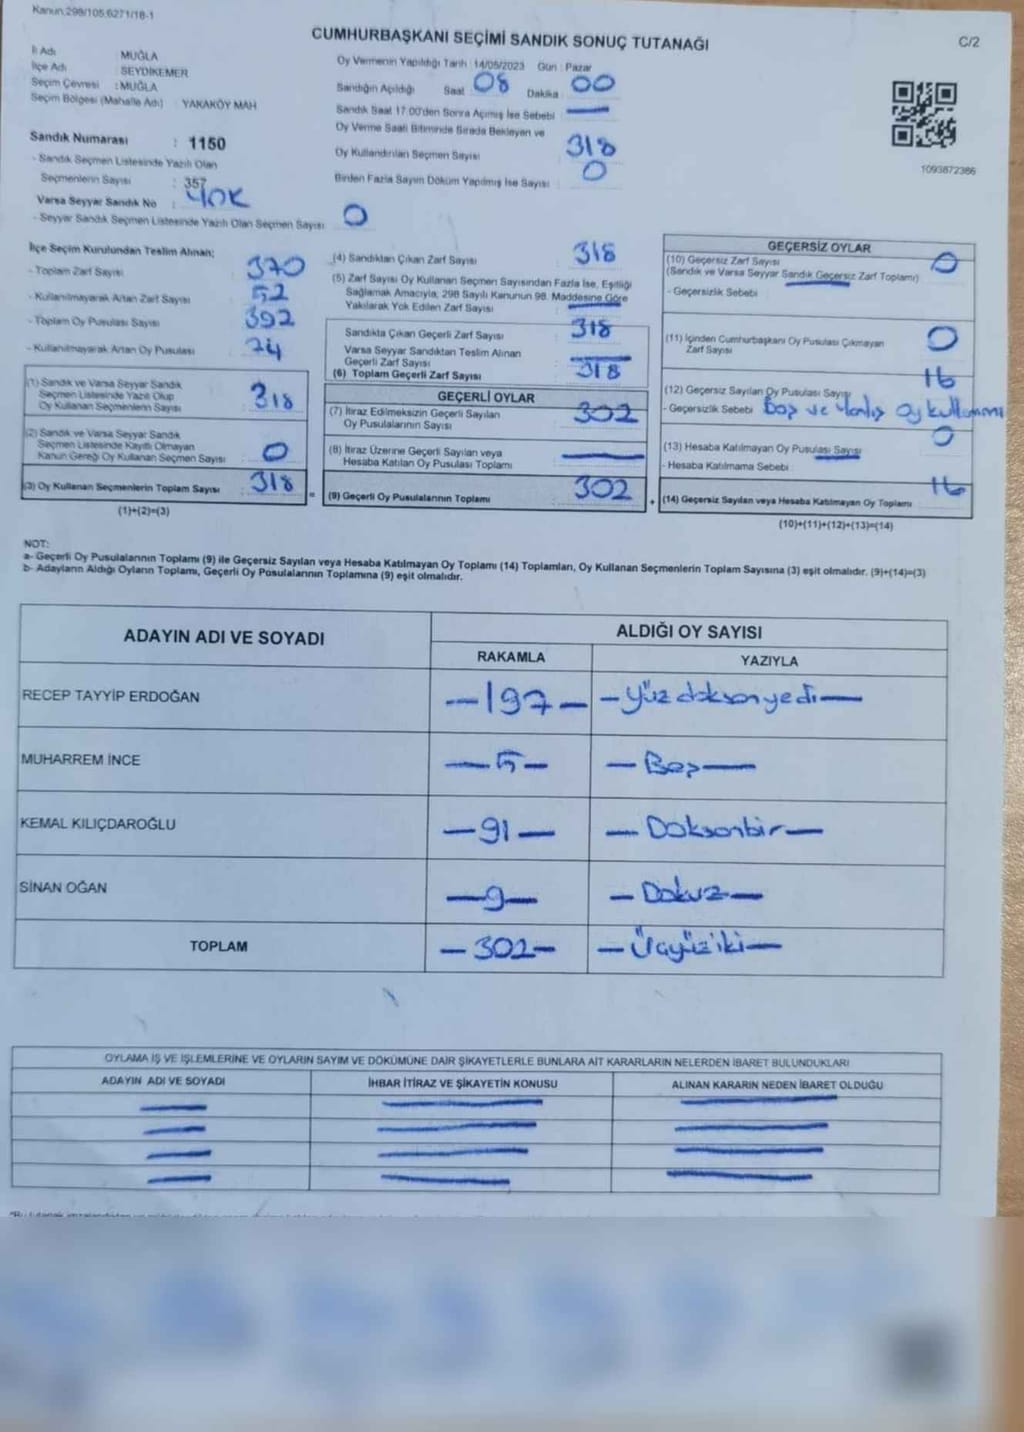 Kanun.298/105;6271/18-1
CUMHURBAŞKANI SEÇİMİ SANDIK SONUÇ TUTANAĞI
C/2
İl Adı MUĞLA
İlçe Adı : SEYDİKEMER
Seçim Çevresi : MUĞLA
Seçim Bölgesi (Mahalle Adı) : YAKAKÖY MAH
Sandık Numarası : 1150
- Sandık Seçmen Listesinde Yazılı Olan
Seçmenlerin Sayısı : 357
Varsa Seyyar Sandık No : YOK
- Seyyar Sandık Seçmen Listesinde Yazılı Olan Seçmen Sayısı 0
Oy Vermenin Yapıldığı Tarih : 14/05/2023 Gün : Pazar
Sandığın Açıldığı Saat 08 Dakika 00
Sandık Saat 17:00'den Sonra Açılmış İse Sebebi
Oy Verme Saati Bitiminde Sırada Bekleyen ve
Oy Kullandırılan Seçmen Sayısı 318
Birden Fazla Sayım Döküm Yapılmış İse Sayısı 0
1093872386
İlçe Seçim Kurulundan Teslim Alınan;
- Toplam Zarf Sayısı 370
- Kullanılmayarak Artan Zarf Sayısı 52
- Toplam Oy Pusulası Sayısı 392
- Kullanılmayarak Artan Oy Pusulası 74
(1) Sandık ve Varsa Seyyar Sandık
Seçmen Listesinde Yazılı Olup
Oy Kullanan Seçmenlerin Sayısı 318
(2) Sandık ve Varsa Seyyar Sandık
Seçmen Listesinde Kayıtlı Olmayan
Kanun Gereği Oy Kullanan Seçmen Sayısı 0
(3) Oy Kullanan Seçmenlerin Toplam Sayısı 318
(1)+(2)=(3)
(4) Sandıktan Çıkan Zarf Sayısı 318
(5) Zarf Sayısı Oy Kullanan Seçmen Sayısından Fazla İse, Eşitliği
Sağlamak Amacıyla, 298 Sayılı Kanunun 98. Maddesine Göre
Yakılarak Yok Edilen Zarf Sayısı
Sandıkta Çıkan Geçerli Zarf Sayısı 318
Varsa Seyyar Sandıktan Teslim Alınan
Geçerli Zarf Sayısı
(6) Toplam Geçerli Zarf Sayısı 318
GEÇERLİ OYLAR
(7) İtiraz Edilmeksizin Geçerli Sayılan
Oy Pusulalarının Sayısı 302
(8) İtiraz Üzerine Geçerli Sayılan veya
Hesaba Katılan Oy Pusulası Toplamı
= (9) Geçerli Oy Pusulalarının Toplamı 302
GEÇERSİZ OYLAR
(10) Geçersiz Zarf Sayısı 0
(Sandık ve Varsa Seyyar Sandık Geçersiz Zarf Toplamı)
- Geçersizlik Sebebi
(11) İçinden Cumhurbaşkanı Oy Pusulası Çıkmayan
Zarf Sayısı 0
(12) Geçersiz Sayılan Oy Pusulası Sayısı 16
- Geçersizlik Sebebi Boş ve Yanlış oy kullanımı
(13) Hesaba Katılmayan Oy Pusulası Sayısı 0
- Hesaba Katılmama Sebebi
+ (14) Geçersiz Sayılan veya Hesaba Katılmayan Oy Toplamı 16
(10)+(11)+(12)+(13)=(14)
NOT:
a- Geçerli Oy Pusulalarının Toplamı (9) ile Geçersiz Sayılan veya Hesaba Katılmayan Oy Toplamı (14) Toplamları, Oy Kullanan Seçmenlerin Toplam Sayısına (3) eşit olmalıdır. (9)+(14)=(3)
b- Adayların Aldığı Oyların Toplamı, Geçerli Oy Pusulalarının Toplamına (9) eşit olmalıdır.
ADAYIN ADI VE SOYADI
ALDIĞI OY SAYISI
RAKAMLA YAZIYLA
RECEP TAYYİP ERDOĞAN —197— —Yüz doksan yedi—
MUHARREM İNCE —5— —Beş—
KEMAL KILIÇDAROĞLU —91— —Doksanbir—
SİNAN OĞAN —9— —Dokuz—
TOPLAM —302— —Üçyüziki—
OYLAMA İŞ VE İŞLEMLERİNE VE OYLARIN SAYIM VE DÖKÜMÜNE DAİR ŞİKAYETLERLE BUNLARA AİT KARARLARIN NELERDEN İBARET BULUNDUKLARI
ADAYIN ADI VE SOYADI İHBAR İTİRAZ VE ŞİKAYETİN KONUSU ALINAN KARARIN NEDEN İBARET OLDUĞU